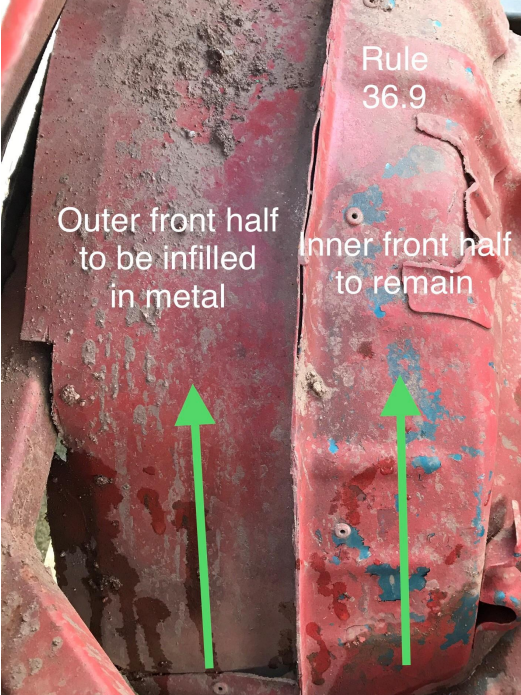 Rule
36.9
Outer front half
to be infilled
in metal
Inner front half
to remain